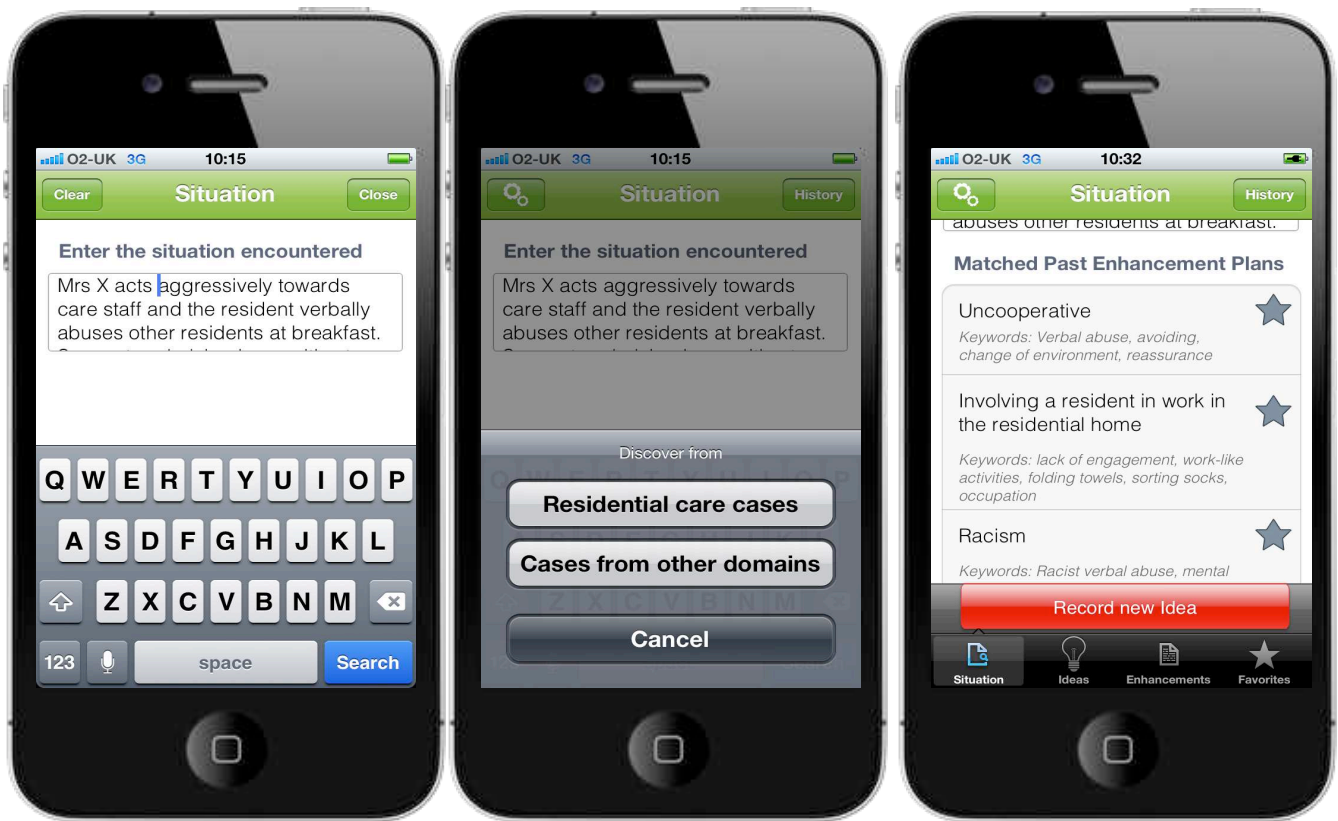 O2-UK 3G 10:15
Clear Situation Close
Enter the situation encountered
Mrs X acts aggressively towards
care staff and the resident verbally
abuses other residents at breakfast.
Q W E R T Y U I O P
A S D F G H J K L
Z X C V B N M
123 space Search
O2-UK 3G 10:15
Situation History
Enter the situation encountered
Mrs X acts aggressively towards
care staff and the resident verbally
abuses other residents at breakfast.
Discover from
Residential care cases
Cases from other domains
Cancel
O2-UK 3G 10:32
Situation History
abuses other residents at breakfast.
Matched Past Enhancement Plans
Uncooperative
Keywords: Verbal abuse, avoiding,
change of environment, reassurance
Involving a resident in work in
the residential home
Keywords: lack of engagement, work-like
activities, folding towels, sorting socks,
occupation
Racism
Keywords: Racist verbal abuse, mental
Record new Idea
Situation Ideas Enhancements Favorites